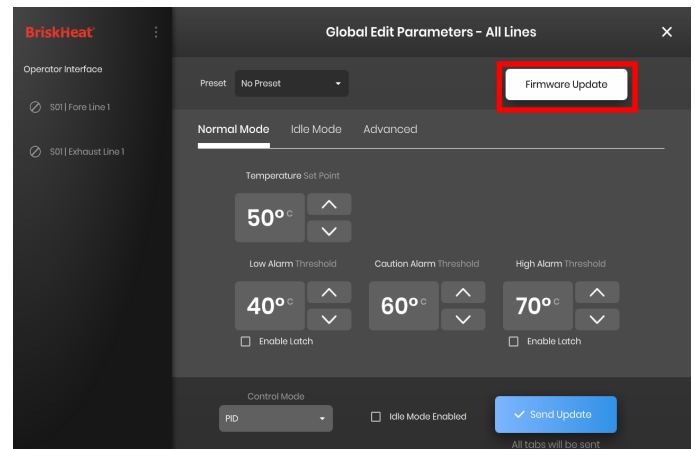 BriskHeat
Global Edit Parameters - All Lines
Operator Interface
S01 | Fore Line 1
S01 | Exhaust Line 1
Preset No Preset
Firmware Update
Normal Mode Idle Mode Advanced
Temperature Set Point
50° C
Low Alarm Threshold Caution Alarm Threshold High Alarm Threshold
40° C 60° C 70° C
Enable Latch Enable Latch
Control Mode
PID Idle Mode Enabled Send Update
All tabs will be sent